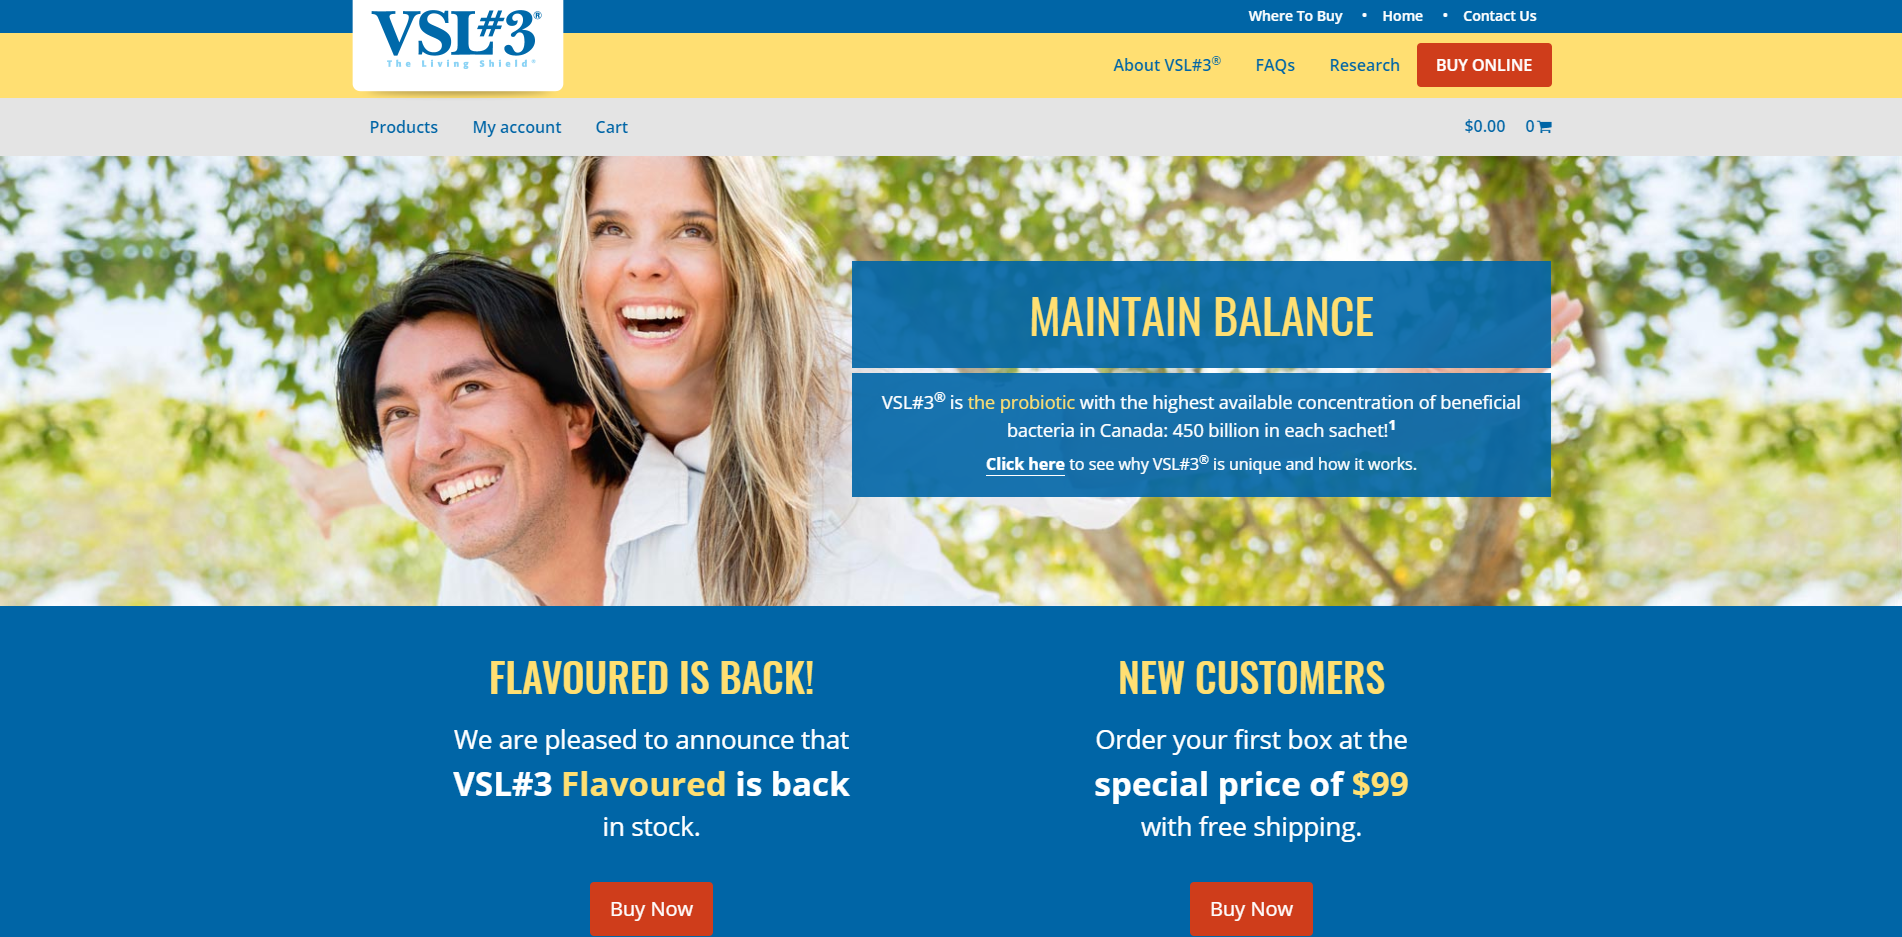 Where To Buy • Home • Contact Us
VSL#3®
The Living Shield®
About VSL#3® FAQs Research BUY ONLINE
Products My account Cart $0.00 0
MAINTAIN BALANCE
VSL#3® is the probiotic with the highest available concentration of beneficial
bacteria in Canada: 450 billion in each sachet!1
Click here to see why VSL#3® is unique and how it works.
FLAVOURED IS BACK!
We are pleased to announce that
VSL#3 Flavoured is back
in stock.
Buy Now
NEW CUSTOMERS
Order your first box at the
special price of $99
with free shipping.
Buy Now